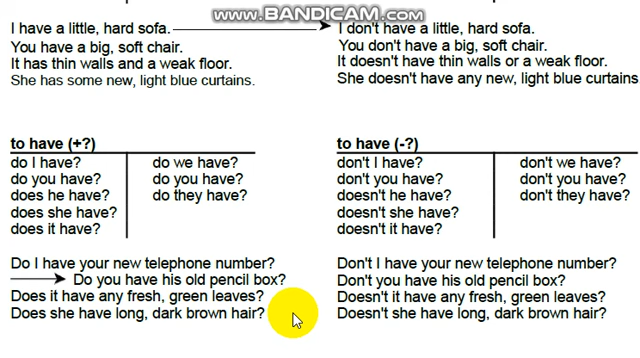 www.BANDICAM.com
I have a little, hard sofa. I don't have a little, hard sofa.
You have a big, soft chair. You don't have a big, soft chair.
It has thin walls and a weak floor. It doesn't have thin walls or a weak floor.
She has some new, light blue curtains. She doesn't have any new, light blue curtains
to have (+?) to have (-?)
do I have? do we have? don't I have? don't we have?
do you have? do you have? don't you have? don't you have?
does he have? do they have? doesn't he have? don't they have?
does she have? doesn't she have?
does it have? doesn't it have?
Do I have your new telephone number? Don't I have your new telephone number?
Do you have his old pencil box? Don't you have his old pencil box?
Does it have any fresh, green leaves? Doesn't it have any fresh, green leaves?
Does she have long, dark brown hair? Doesn't she have long, dark brown hair?